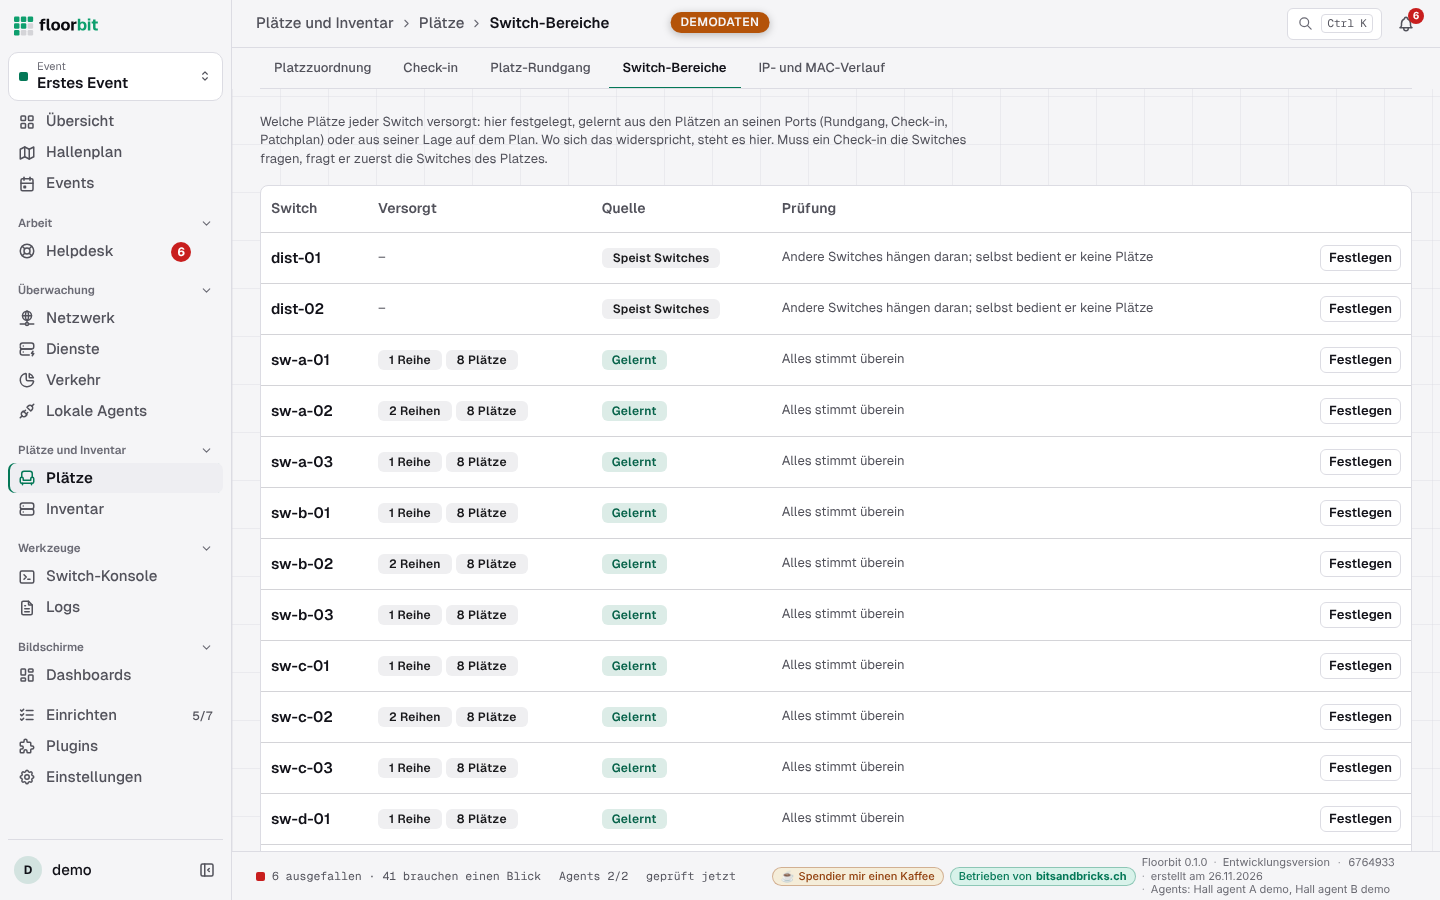 floorbit
Event
Erstes Event
Übersicht
Hallenplan
Events
Arbeit
Helpdesk 6
Überwachung
Netzwerk
Dienste
Verkehr
Lokale Agents
Plätze und Inventar
Plätze
Inventar
Werkzeuge
Switch-Konsole
Logs
Bildschirme
Dashboards
Einrichten 5/7
Plugins
Einstellungen
D demo
Plätze und Inventar > Plätze > Switch-Bereiche
DEMODATEN
Ctrl K
6
Platzzuordnung Check-in Platz-Rundgang Switch-Bereiche IP- und MAC-Verlauf
Welche Plätze jeder Switch versorgt: hier festgelegt, gelernt aus den Plätzen an seinen Ports (Rundgang, Check-in,
Patchplan) oder aus seiner Lage auf dem Plan. Wo sich das widerspricht, steht es hier. Muss ein Check-in die Switches
fragen, fragt er zuerst die Switches des Platzes.
Switch Versorgt Quelle Prüfung
dist-01 – Speist Switches Andere Switches hängen daran; selbst bedient er keine Plätze Festlegen
dist-02 – Speist Switches Andere Switches hängen daran; selbst bedient er keine Plätze Festlegen
sw-a-01 1 Reihe 8 Plätze Gelernt Alles stimmt überein Festlegen
sw-a-02 2 Reihen 8 Plätze Gelernt Alles stimmt überein Festlegen
sw-a-03 1 Reihe 8 Plätze Gelernt Alles stimmt überein Festlegen
sw-b-01 1 Reihe 8 Plätze Gelernt Alles stimmt überein Festlegen
sw-b-02 2 Reihen 8 Plätze Gelernt Alles stimmt überein Festlegen
sw-b-03 1 Reihe 8 Plätze Gelernt Alles stimmt überein Festlegen
sw-c-01 1 Reihe 8 Plätze Gelernt Alles stimmt überein Festlegen
sw-c-02 2 Reihen 8 Plätze Gelernt Alles stimmt überein Festlegen
sw-c-03 1 Reihe 8 Plätze Gelernt Alles stimmt überein Festlegen
sw-d-01 1 Reihe 8 Plätze Gelernt Alles stimmt überein Festlegen
6 ausgefallen · 41 brauchen einen Blick Agents 2/2 geprüft jetzt
Spendier mir einen Kaffee
Betrieben von bitsandbricks.ch
Floorbit 0.1.0 · Entwicklungsversion · 6764933
· erstellt am 26.11.2026
· Agents: Hall agent A demo, Hall agent B demo